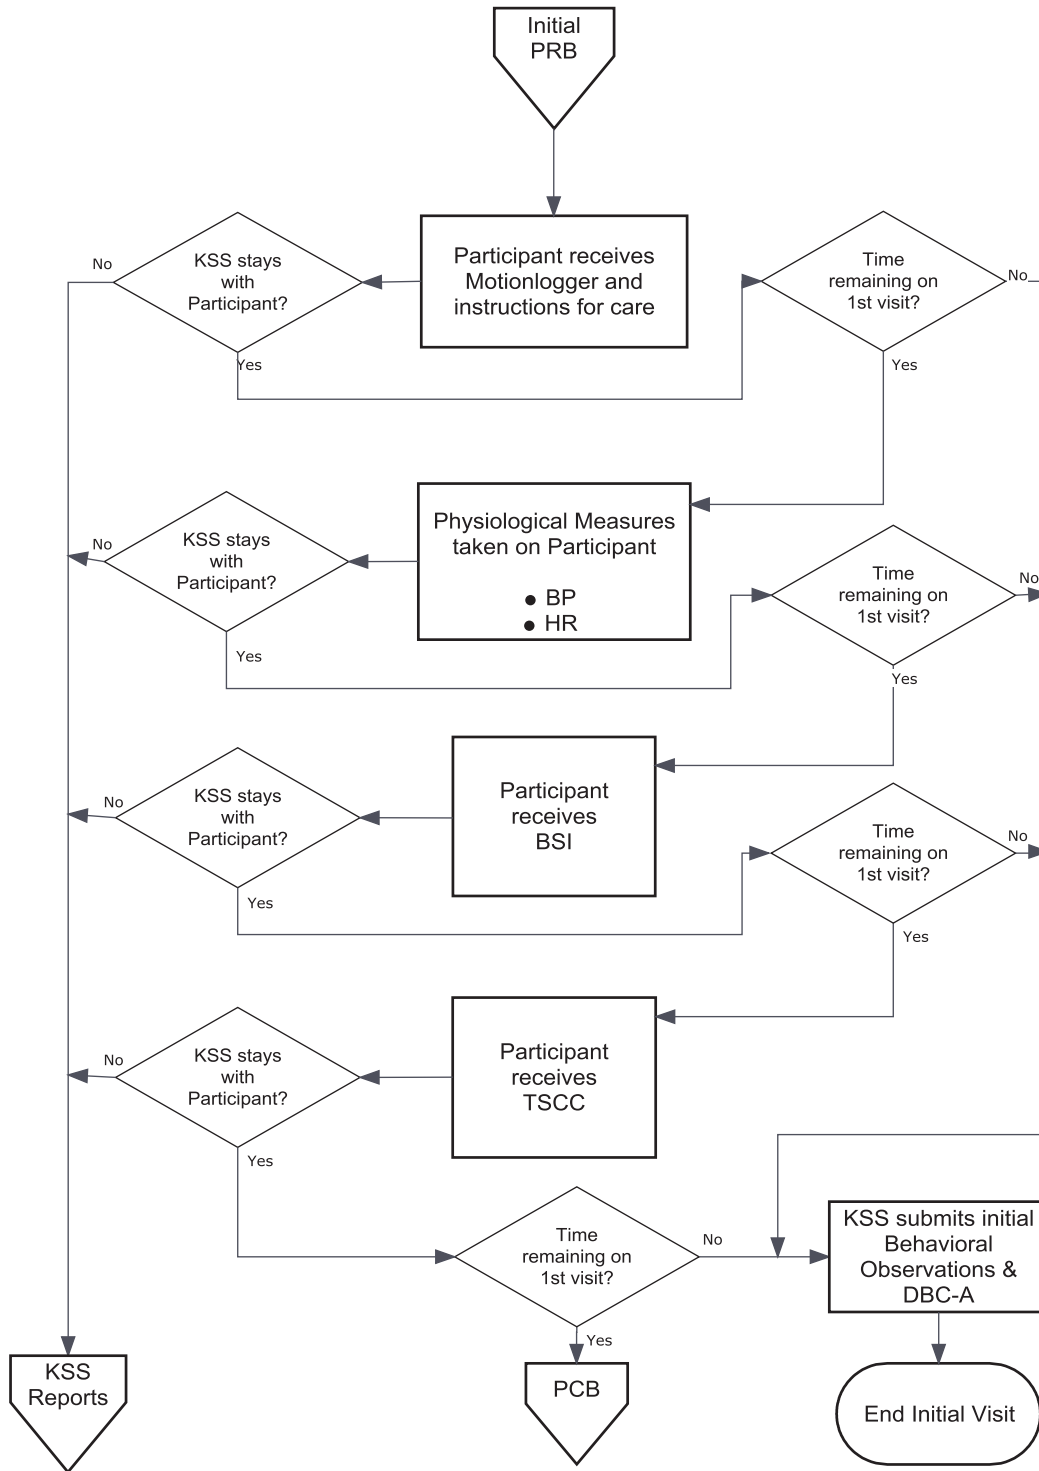 Initial
PRB
Participant receives
Motionlogger and
instructions for care
No
KSS stays
with
Participant?
Yes
Time
remaining on
1st visit?
No
Yes
Physiological Measures
taken on Participant
● BP
● HR
No
KSS stays
with
Participant?
Yes
Time
remaining on
1st visit?
No
Yes
Participant
receives
BSI
No
KSS stays
with
Participant?
Yes
Time
remaining on
1st visit?
No
Yes
Participant
receives
TSCC
No
KSS stays
with
Participant?
Yes
Time
remaining on
1st visit?
No
Yes
KSS submits initial
Behavioral
Observations &
DBC-A
KSS
Reports
PCB
End Initial Visit